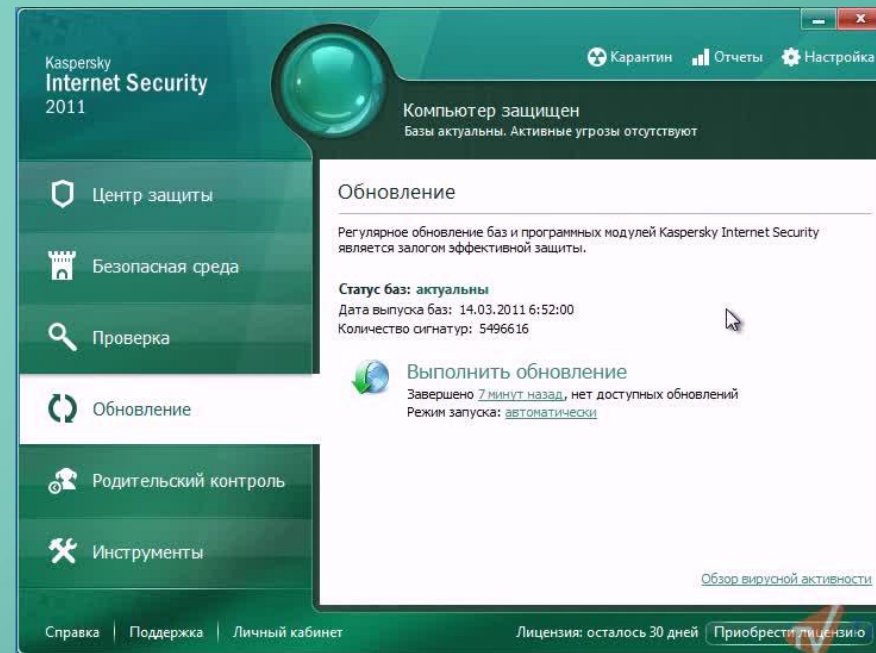 Kaspersky
Internet Security
2011
Карантин
Отчеты
Настройка
Компьютер защищен
Базы актуальны. Активные угрозы отсутствуют
Центр защиты
Безопасная среда
Проверка
Обновление
Родительский контроль
Инструменты
Обновление
Регулярное обновление баз и программных модулей Kaspersky Internet Security
является залогом эффективной защиты.
Статус баз: актуальны
Дата выпуска баз: 14.03.2011 6:52:00
Количество сигнатур: 5496616
Выполнить обновление
Завершено 7 минут назад, нет доступных обновлений
Режим запуска: автоматически
Обзор вирусной активности
Справка
Поддержка
Личный кабинет
Лицензия: осталось 30 дней
Приобрести лицензию